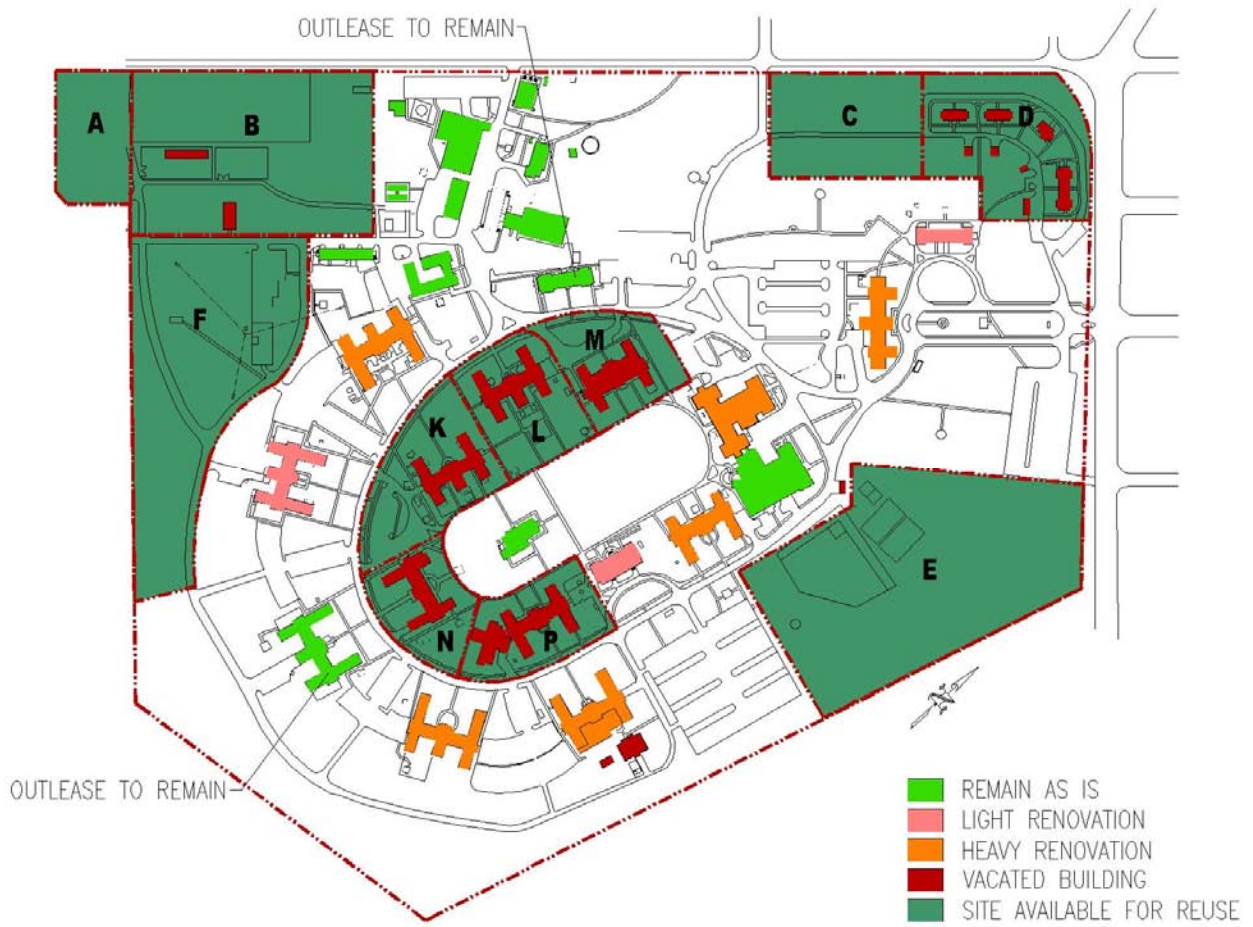 OUTLEASE TO REMAIN
A
B
C
D
F
M
K
L
E
N
P
OUTLEASE TO REMAIN
REMAIN AS IS
LIGHT RENOVATION
HEAVY RENOVATION
VACATED BUILDING
SITE AVAILABLE FOR REUSE